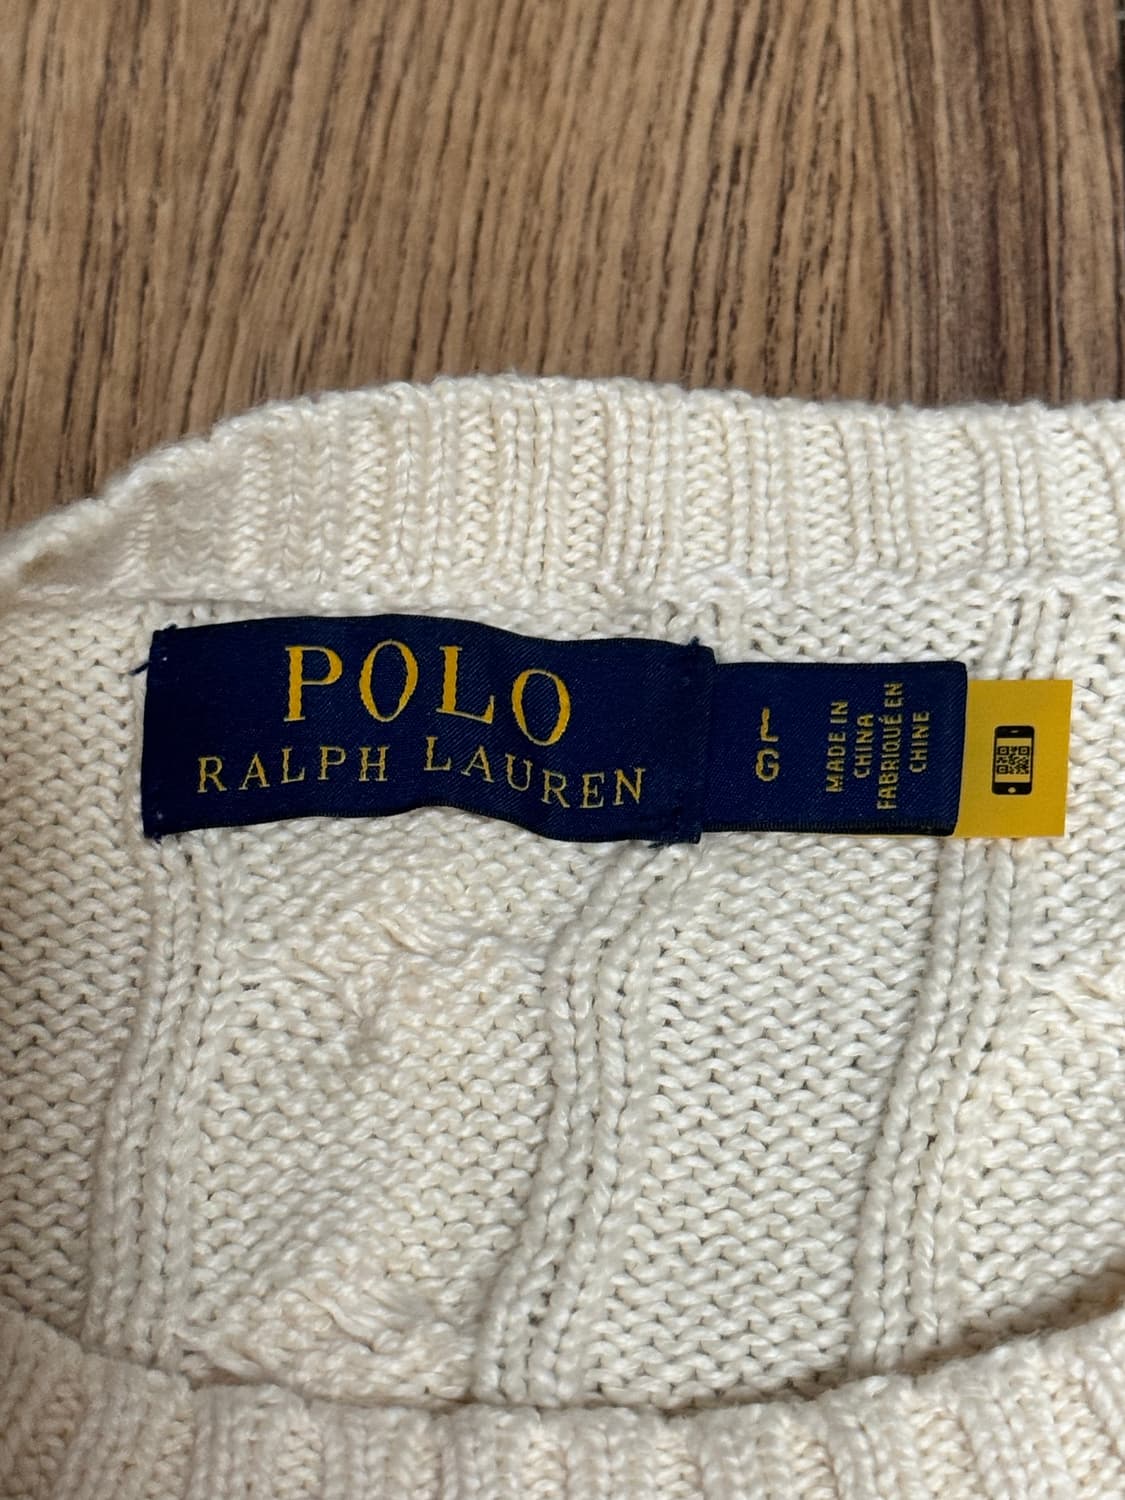 POLO
RALPH LAUREN
L
G
MADE IN
CHINA
FABRIQUÉ EN
CHINE